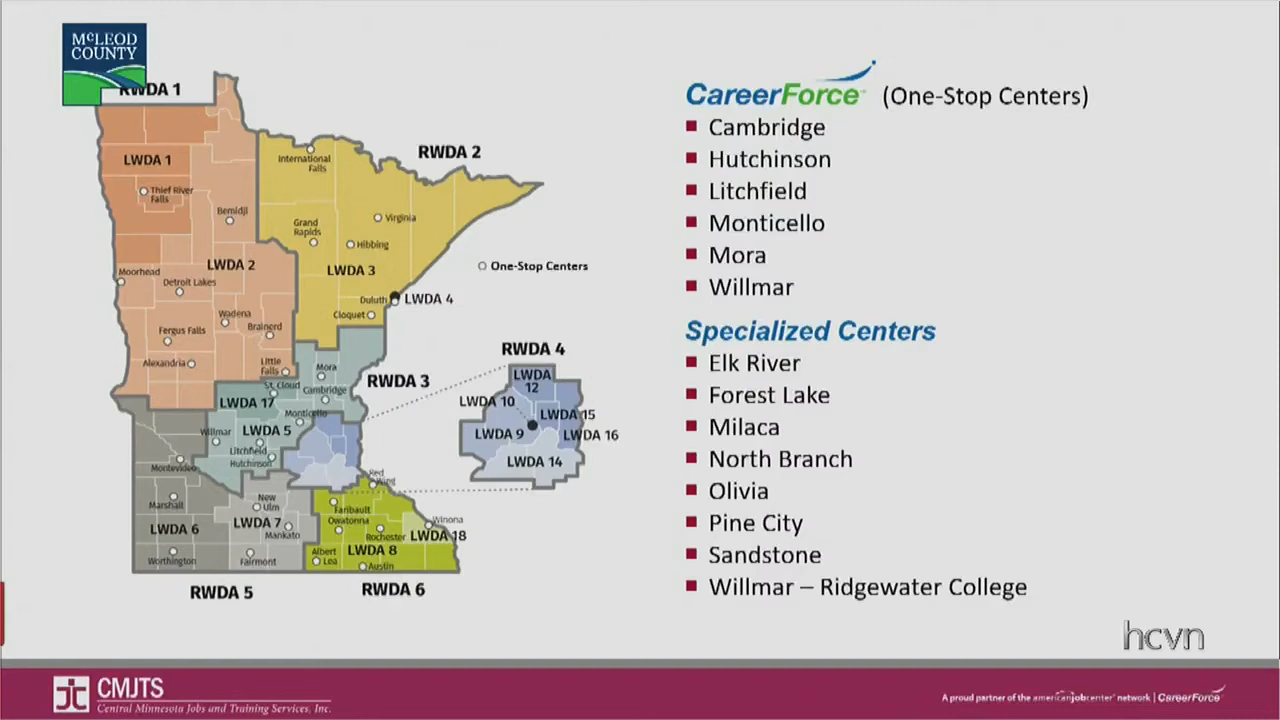 McLEOD
COUNTY
RWDA 1
LWDA 1
Thief River
Falls
Bemidji
LWDA 2
Moorhead
Detroit Lakes
Wadena
Fergus Falls
Brainerd
Alexandria
Little
Falls
RWDA 2
International
Falls
Virginia
Grand
Rapids
Hibbing
LWDA 3
Duluth
LWDA 4
Cloquet
One-Stop Centers
RWDA 3
Mora
St. Cloud
Cambridge
LWDA 17
Monticello
Willmar
LWDA 5
Litchfield
Hutchinson
RWDA 4
LWDA
12
LWDA 10
LWDA 15
LWDA 9
LWDA 16
LWDA 14
Montevideo
Marshall
New
Ulm
LWDA 7
Mankato
LWDA 6
Worthington
Fairmont
RWDA 5
Red
Wing
Faribault
Owatonna
Winona
Rochester
LWDA 18
Albert
Lea
LWDA 8
Austin
RWDA 6
CareerForce (One-Stop Centers)
Cambridge
Hutchinson
Litchfield
Monticello
Mora
Willmar
Specialized Centers
Elk River
Forest Lake
Milaca
North Branch
Olivia
Pine City
Sandstone
Willmar – Ridgewater College
hcvn
CMJTS
Central Minnesota Jobs and Training Services, Inc.
A proud partner of the americanjobcenter® network | CareerForce